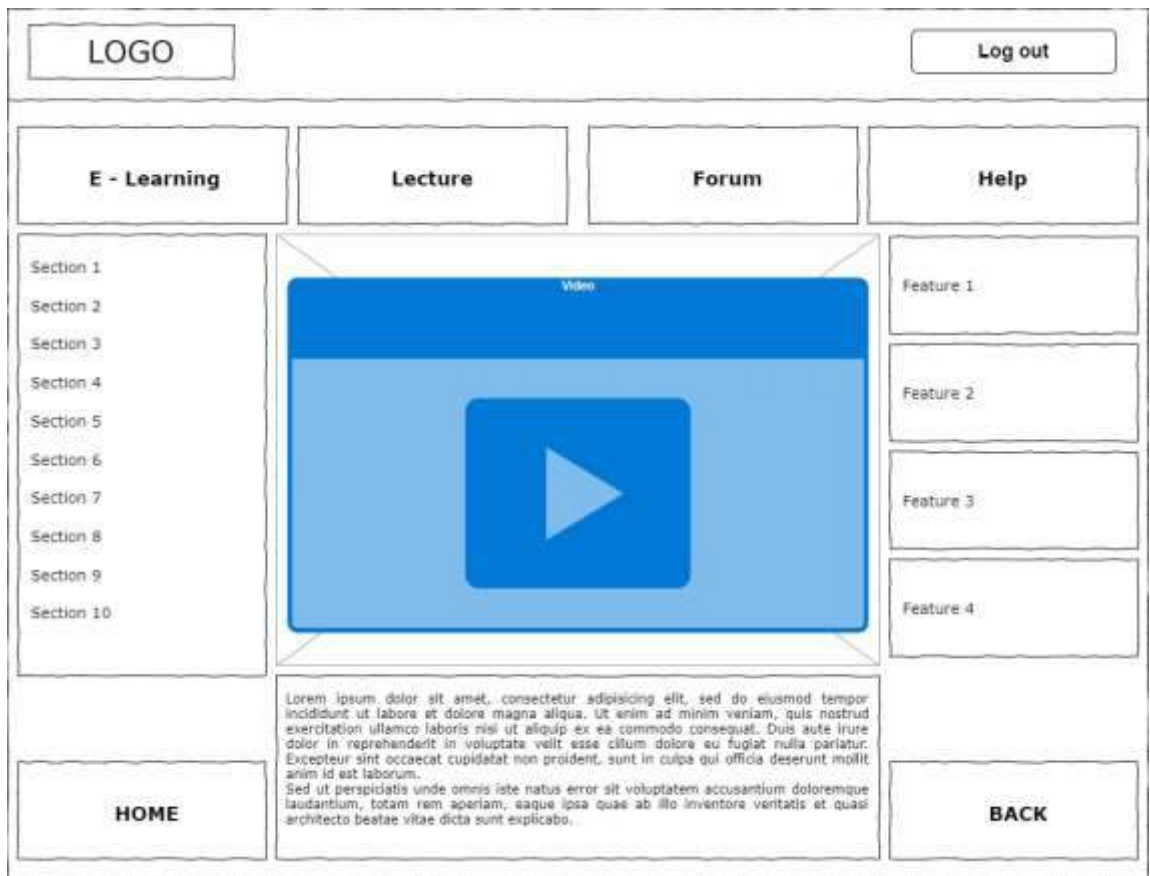 LOGO
Log out
E - Learning
Lecture
Forum
Help
Section 1
Section 2
Section 3
Section 4
Section 5
Section 6
Section 7
Section 8
Section 9
Section 10
Video
Feature 1
Feature 2
Feature 3
Feature 4
Lorem ipsum dolor sit amet, consectetur adipisicing elit, sed do eiusmod tempor
incididunt ut labore et dolore magna aliqua. Ut enim ad minim veniam, quis nostrud
exercitation ullamco laboris nisi ut aliquip ex ea commodo consequat. Duis aute irure
dolor in reprehenderit in voluptate velit esse cillum dolore eu fugiat nulla pariatur.
Excepteur sint occaecat cupidatat non proident, sunt in culpa qui officia deserunt mollit
anim id est laborum.
Sed ut perspiciatis unde omnis iste natus error sit voluptatem accusantium doloremque
laudantium, totam rem aperiam, eaque ipsa quae ab illo inventore veritatis et quasi
architecto beatae vitae dicta sunt explicabo.
HOME
BACK